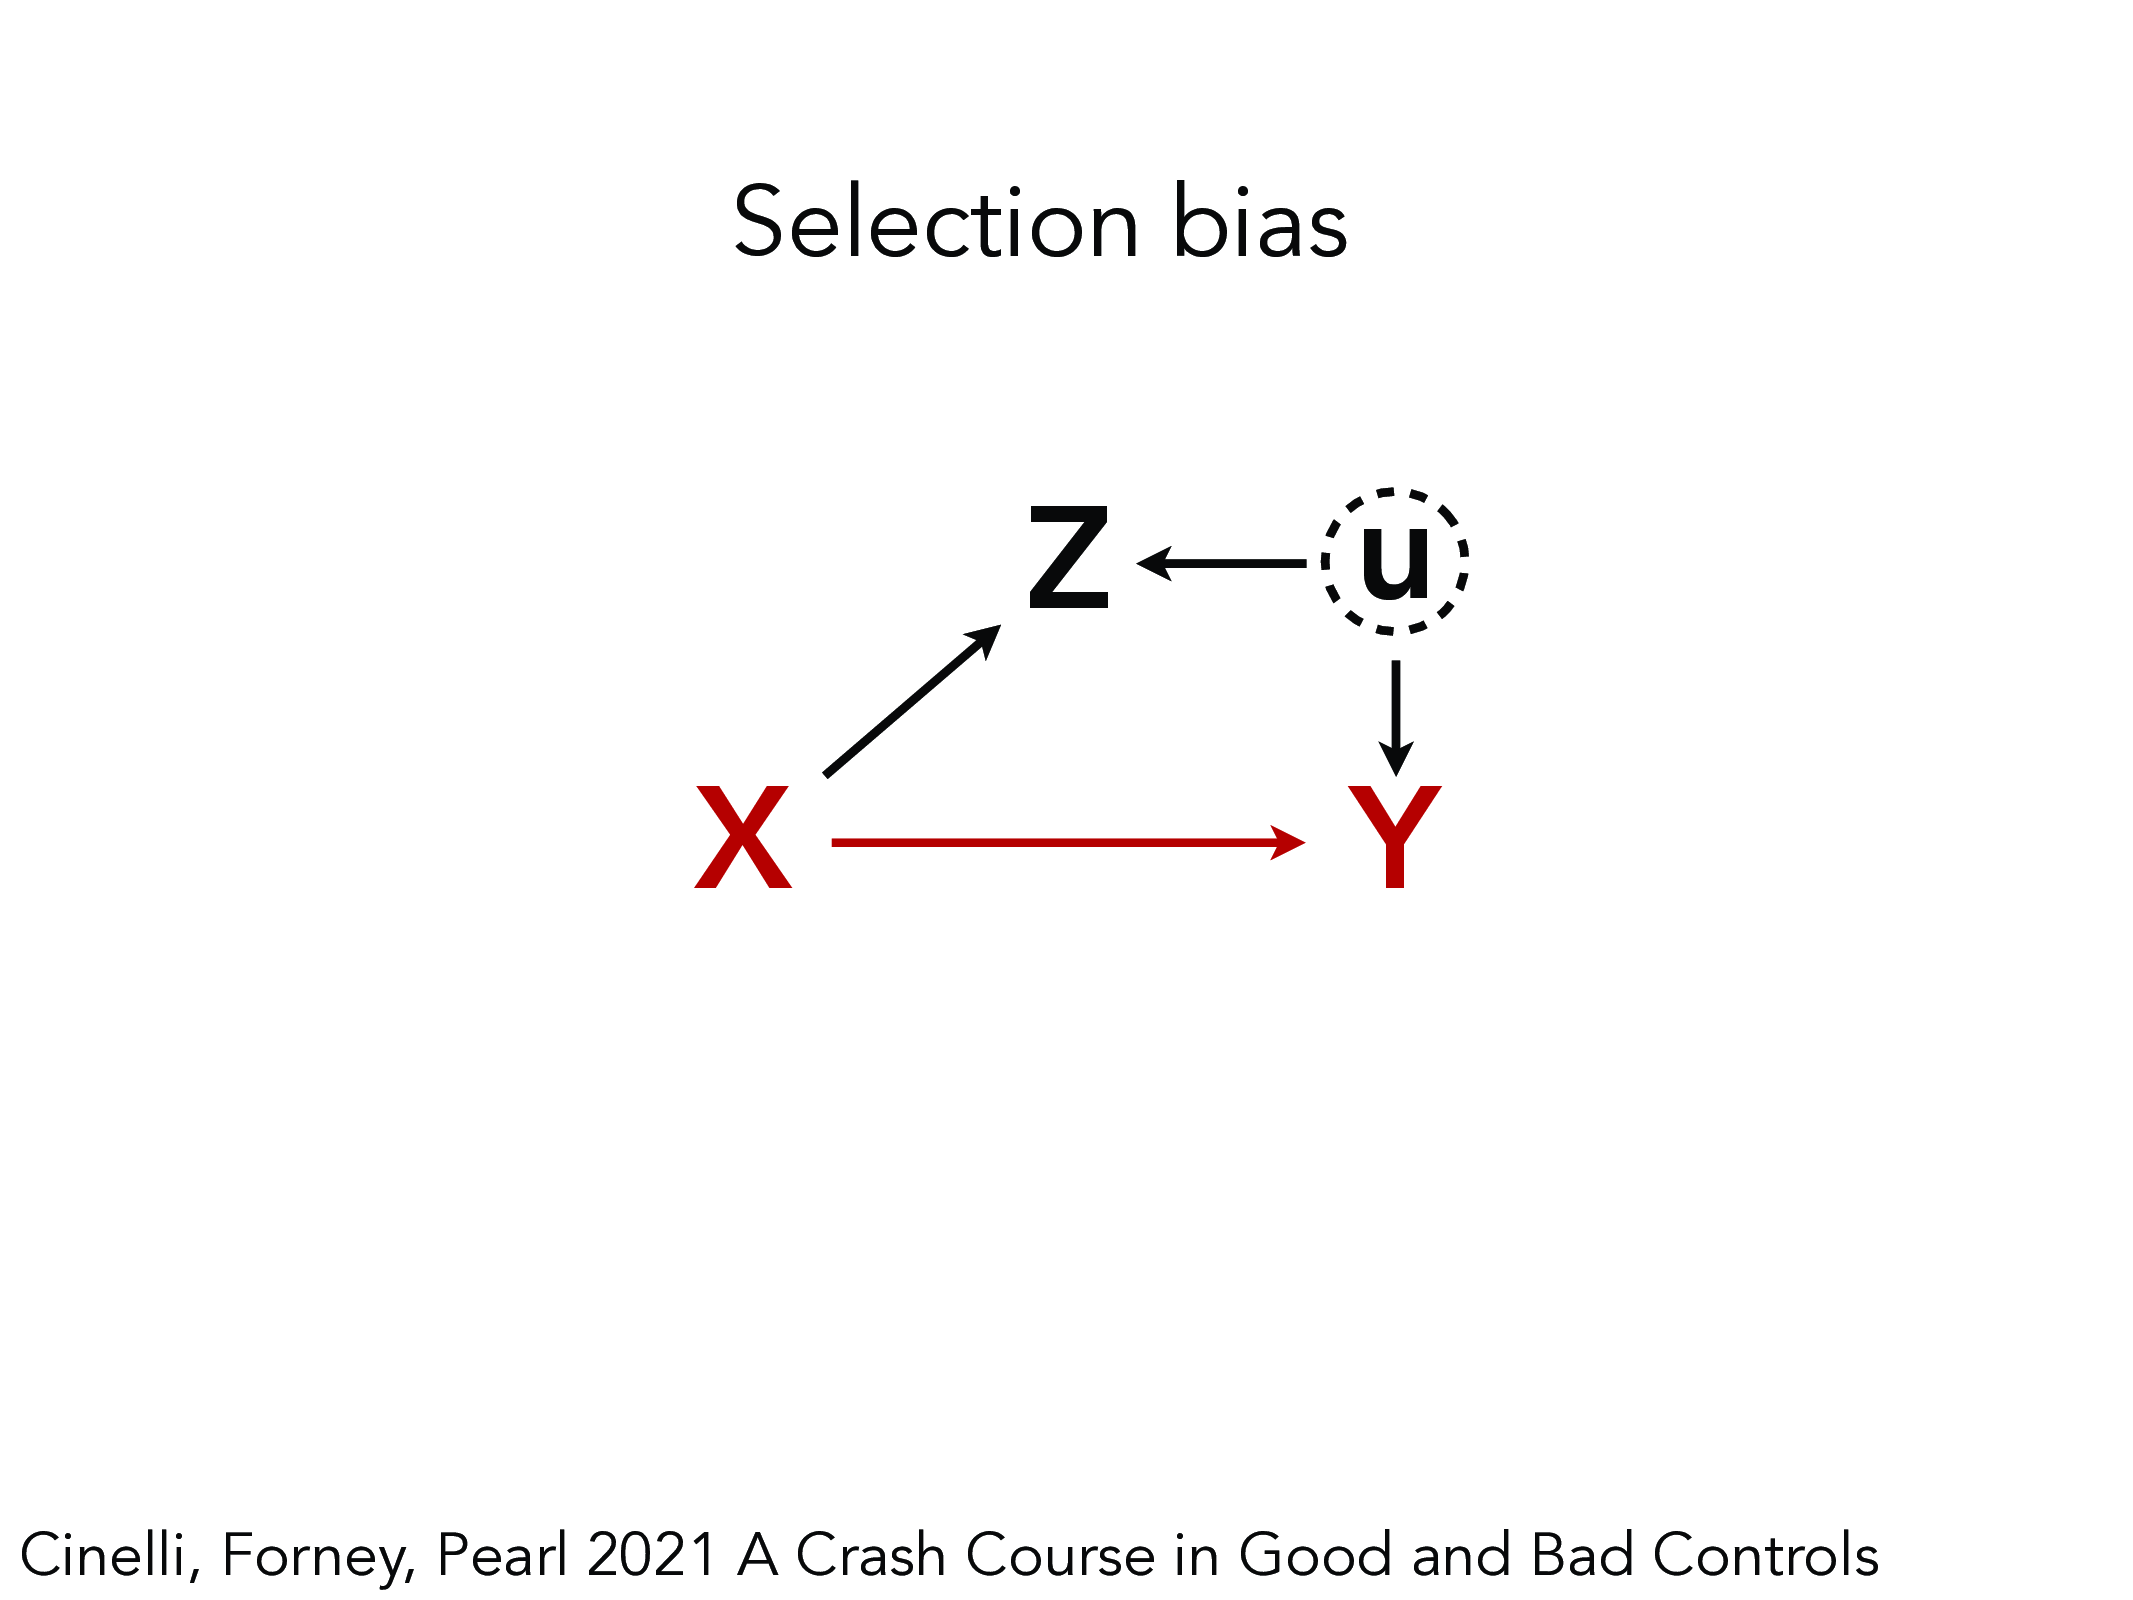 Selection bias
Z
u
X
Y
Cinelli, Forney, Pearl 2021 A Crash Course in Good and Bad Controls